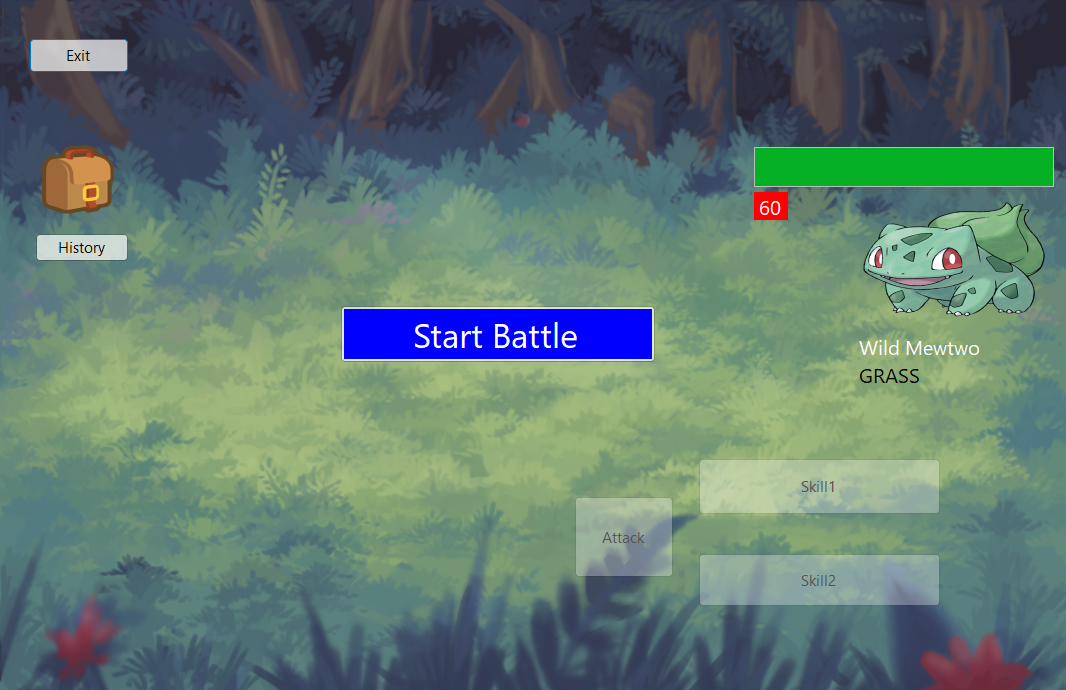 Exit
60
History
Start Battle
Wild Mewtwo
GRASS
Skill1
Attack
Skill2